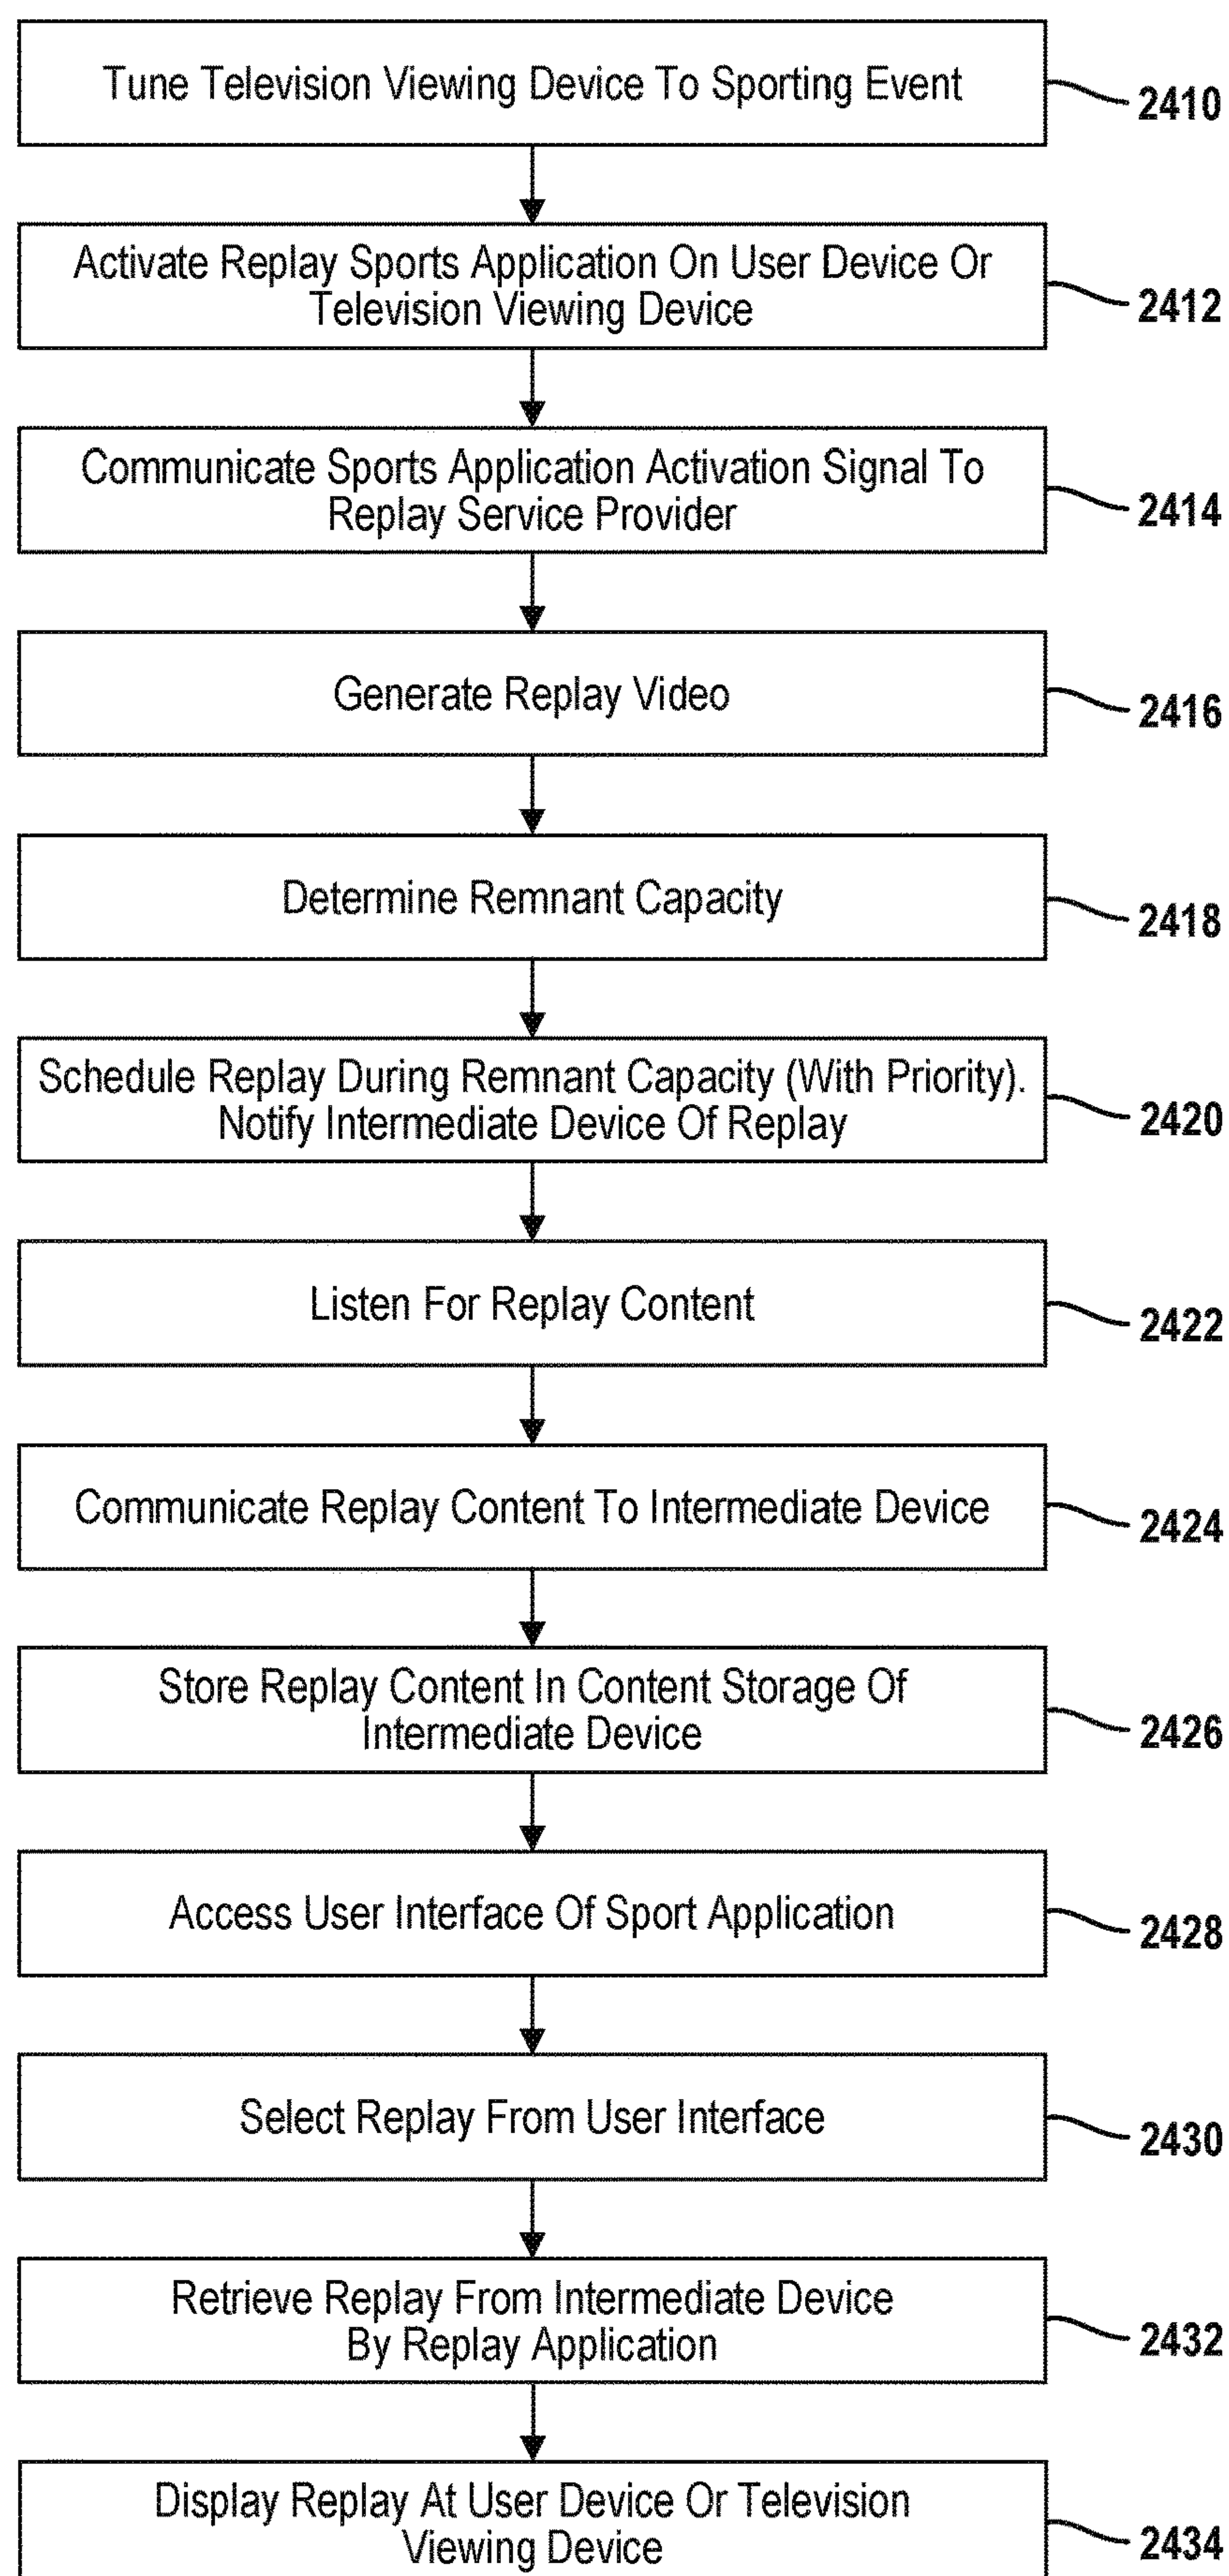 Tune Television Viewing Device To Sporting Event
2410
Activate Replay Sports Application On User Device Or
Television Viewing Device
2412
Communicate Sports Application Activation Signal To
Replay Service Provider
2414
Generate Replay Video
2416
Determine Remnant Capacity
2418
Schedule Replay During Remnant Capacity (With Priority).
Notify Intermediate Device Of Replay
2420
Listen For Replay Content
2422
Communicate Replay Content To Intermediate Device
2424
Store Replay Content In Content Storage Of
Intermediate Device
2426
Access User Interface Of Sport Application
2428
Select Replay From User Interface
2430
Retrieve Replay From Intermediate Device
By Replay Application
2432
Display Replay At User Device Or Television
Viewing Device
2434